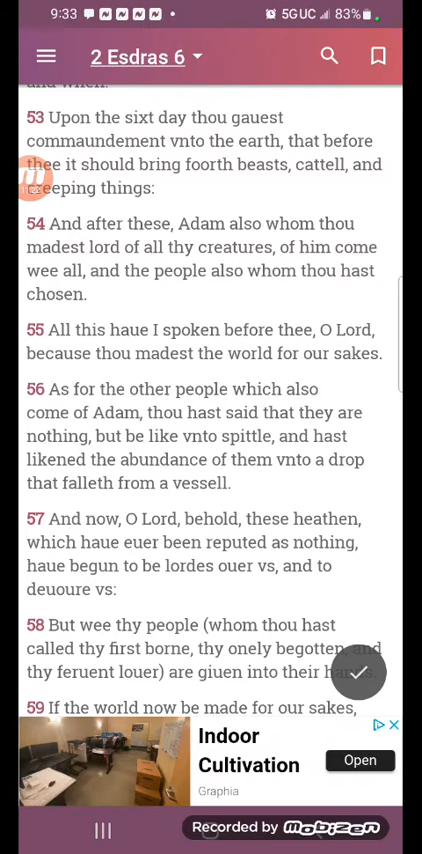 9:33
5GUC
83%
2 Esdras 6
and when.
53 Upon the sixt day thou gauest
commaundement vnto the earth, that before
thee it should bring foorth beasts, cattell, and
creeping things:
54 And after these, Adam also whom thou
madest lord of all thy creatures, of him come
wee all, and the people also whom thou hast
chosen.
55 All this haue I spoken before thee, O Lord,
because thou madest the world for our sakes.
56 As for the other people which also
come of Adam, thou hast said that they are
nothing, but be like vnto spittle, and hast
likened the abundance of them vnto a drop
that falleth from a vessell.
57 And now, O Lord, behold, these heathen,
which haue euer been reputed as nothing,
haue begun to be lordes ouer vs, and to
deuoure vs:
58 But wee thy people (whom thou hast
called thy first borne, thy onely begotten, and
thy feruent louer) are giuen into their hands.
59 If the world now be made for our sakes,
Indoor
Cultivation
Open
Graphia
Recorded by mobizen